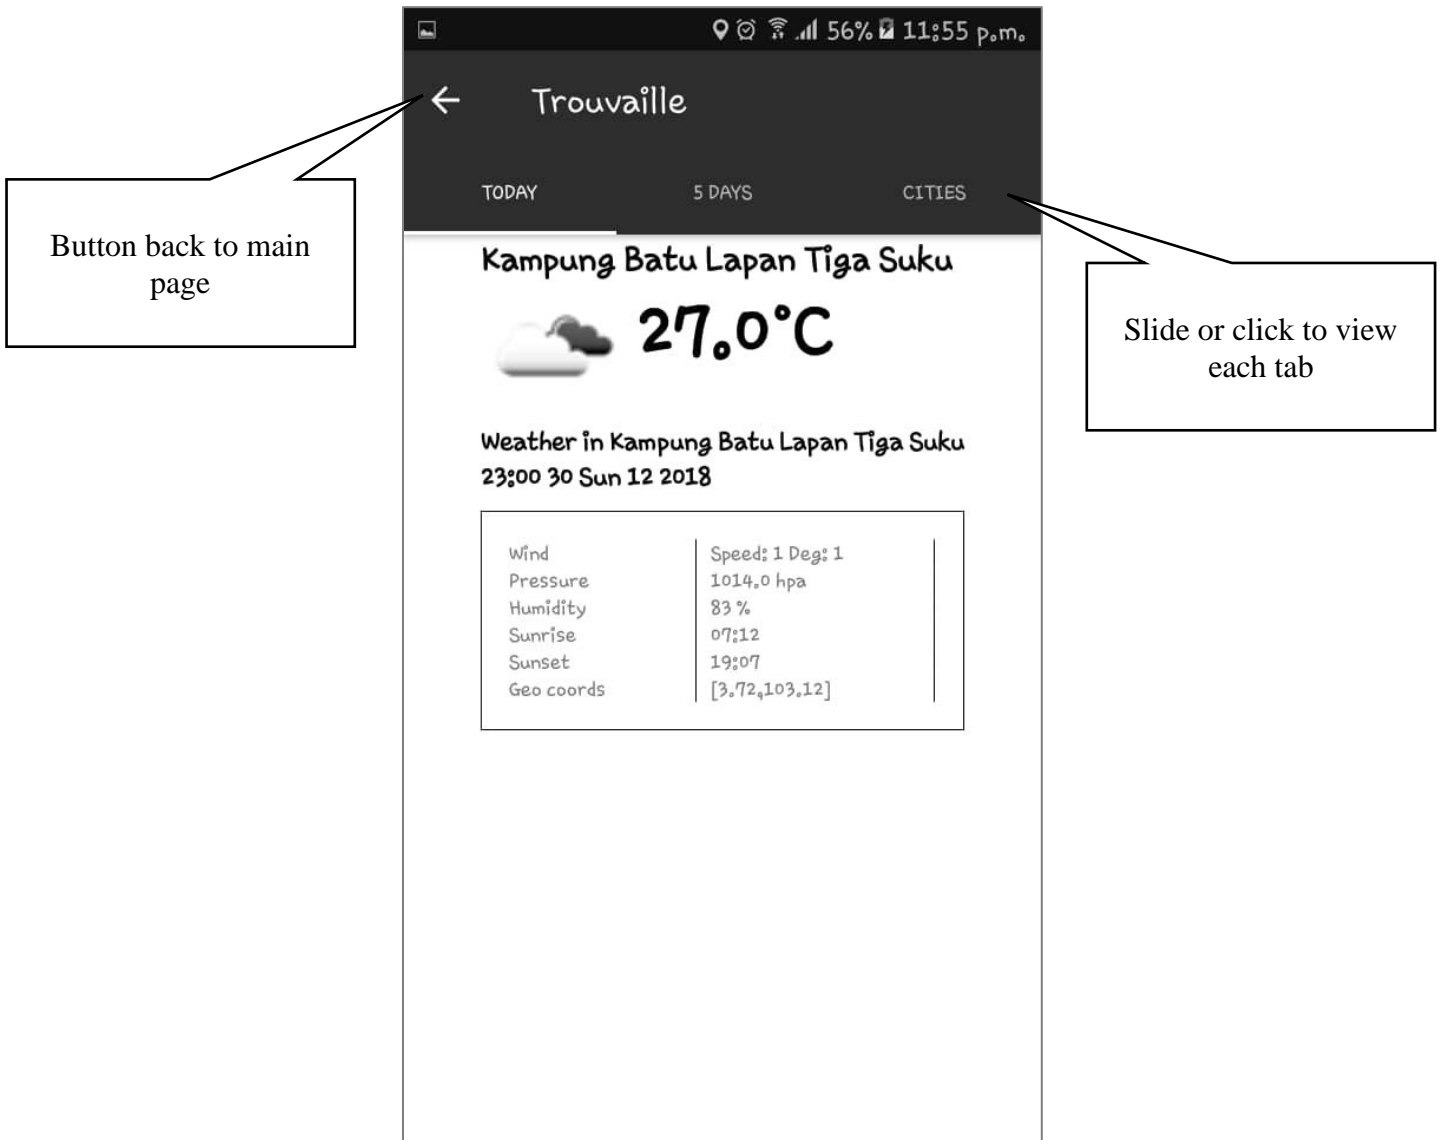 56% 11:55 p.m.
Trouvaille
TODAY 5 DAYS CITIES
Button back to main
page
Slide or click to view
each tab
Kampung Batu Lapan Tiga Suku
27.0°C
Weather in Kampung Batu Lapan Tiga Suku
23:00 30 Sun 12 2018
Wind Speed: 1 Deg: 1
Pressure 1014.0 hpa
Humidity 83 %
Sunrise 07:12
Sunset 19:07
Geo coords [3.72,103.12]